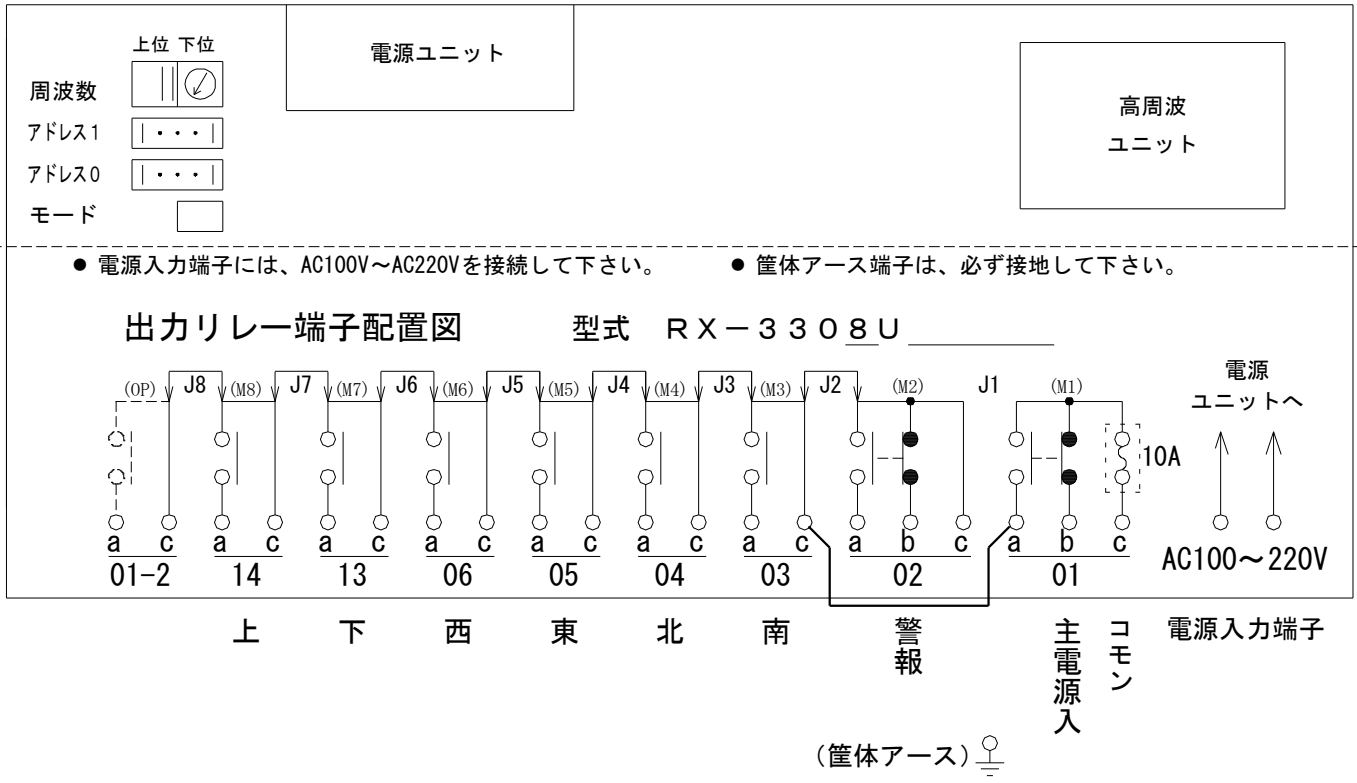 上位 下位
電源ユニット
周波数
高周波
ユニット
アドレス1
アドレス0
モード
● 電源入力端子には、AC100V～AC220Vを接続して下さい。
● 筐体アース端子は、必ず接地して下さい。
出力リレー端子配置図
型式 RX－3308U
(OP) J8 (M8) J7 (M7) J6 (M6) J5 (M5) J4 (M4) J3 (M3) J2 (M2) J1 (M1)
電源
ユニットへ
10A
a c a c a c a c a c a c a c a b c a b c
AC100～220V
01-2 14 13 06 05 04 03 02 01
上 下 西 東 北 南 警報 主電源入 コモン 電源入力端子
(筐体アース)